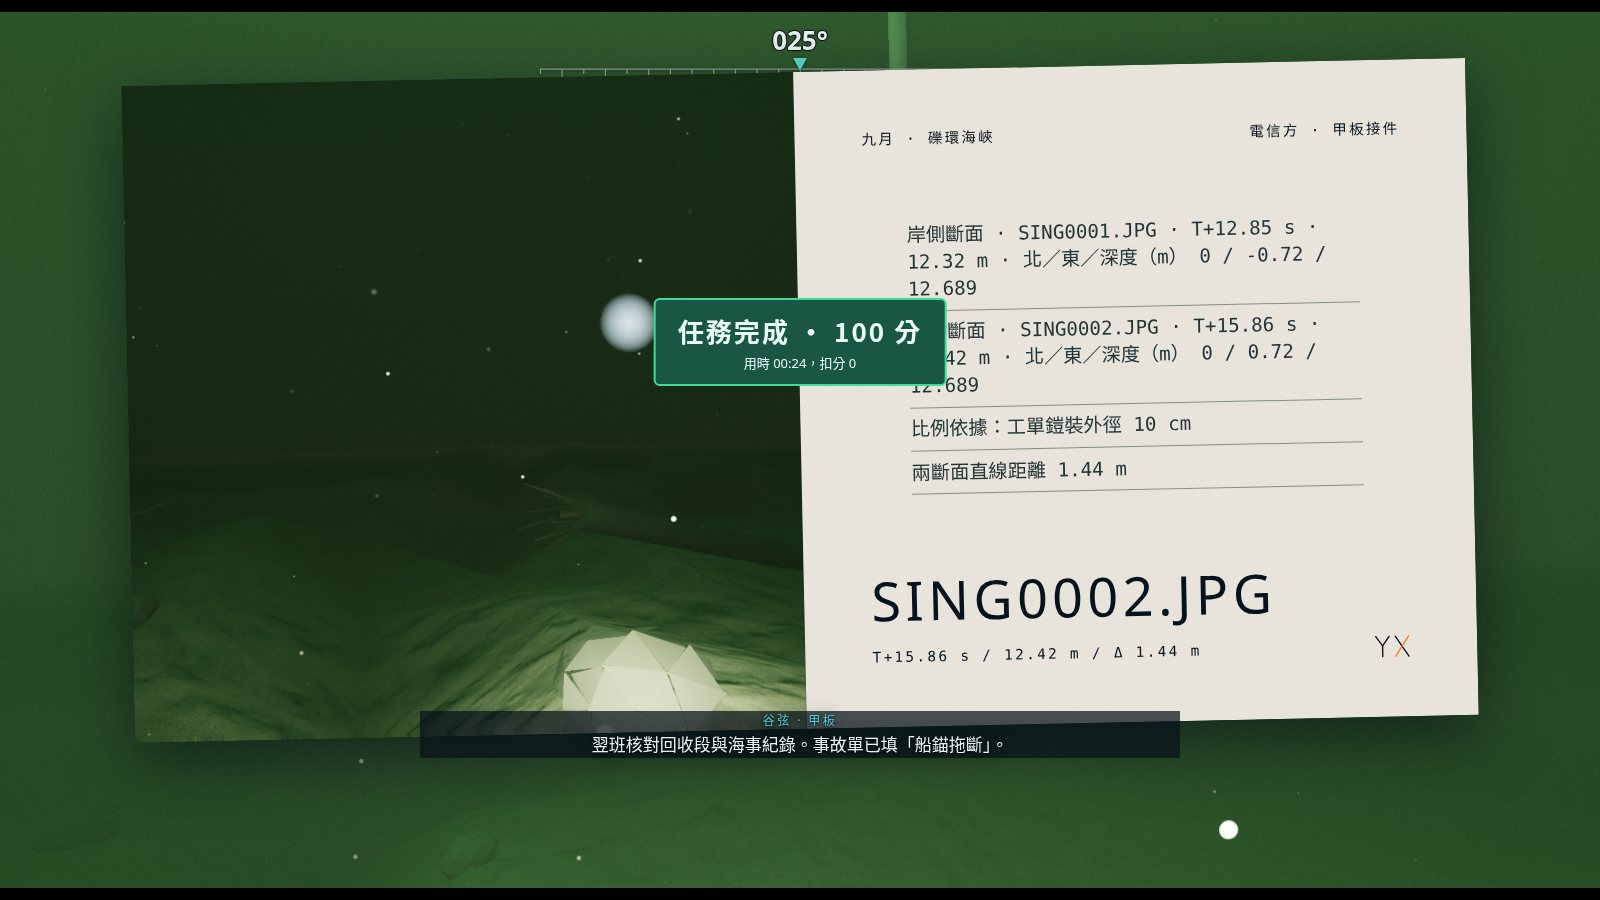 025°
九月 · 礫環海峽
電信方 · 甲板接件
岸側斷面 · SING0001.JPG · T+12.85 s ·
12.32 m · 北／東／深度（m） 0 / -0.72 /
12.689
斷面 · SING0002.JPG · T+15.86 s ·
42 m · 北／東／深度（m） 0 / 0.72 /
12.689
任務完成 · 100 分
用時 00:24，扣分 0
比例依據：工單鎧裝外徑 10 cm
兩斷面直線距離 1.44 m
SING0002.JPG
T+15.86 s / 12.42 m / Δ 1.44 m
YX
谷弦 · 甲板
翌班核對回收段與海事紀錄。事故單已填「船錨拖斷」。